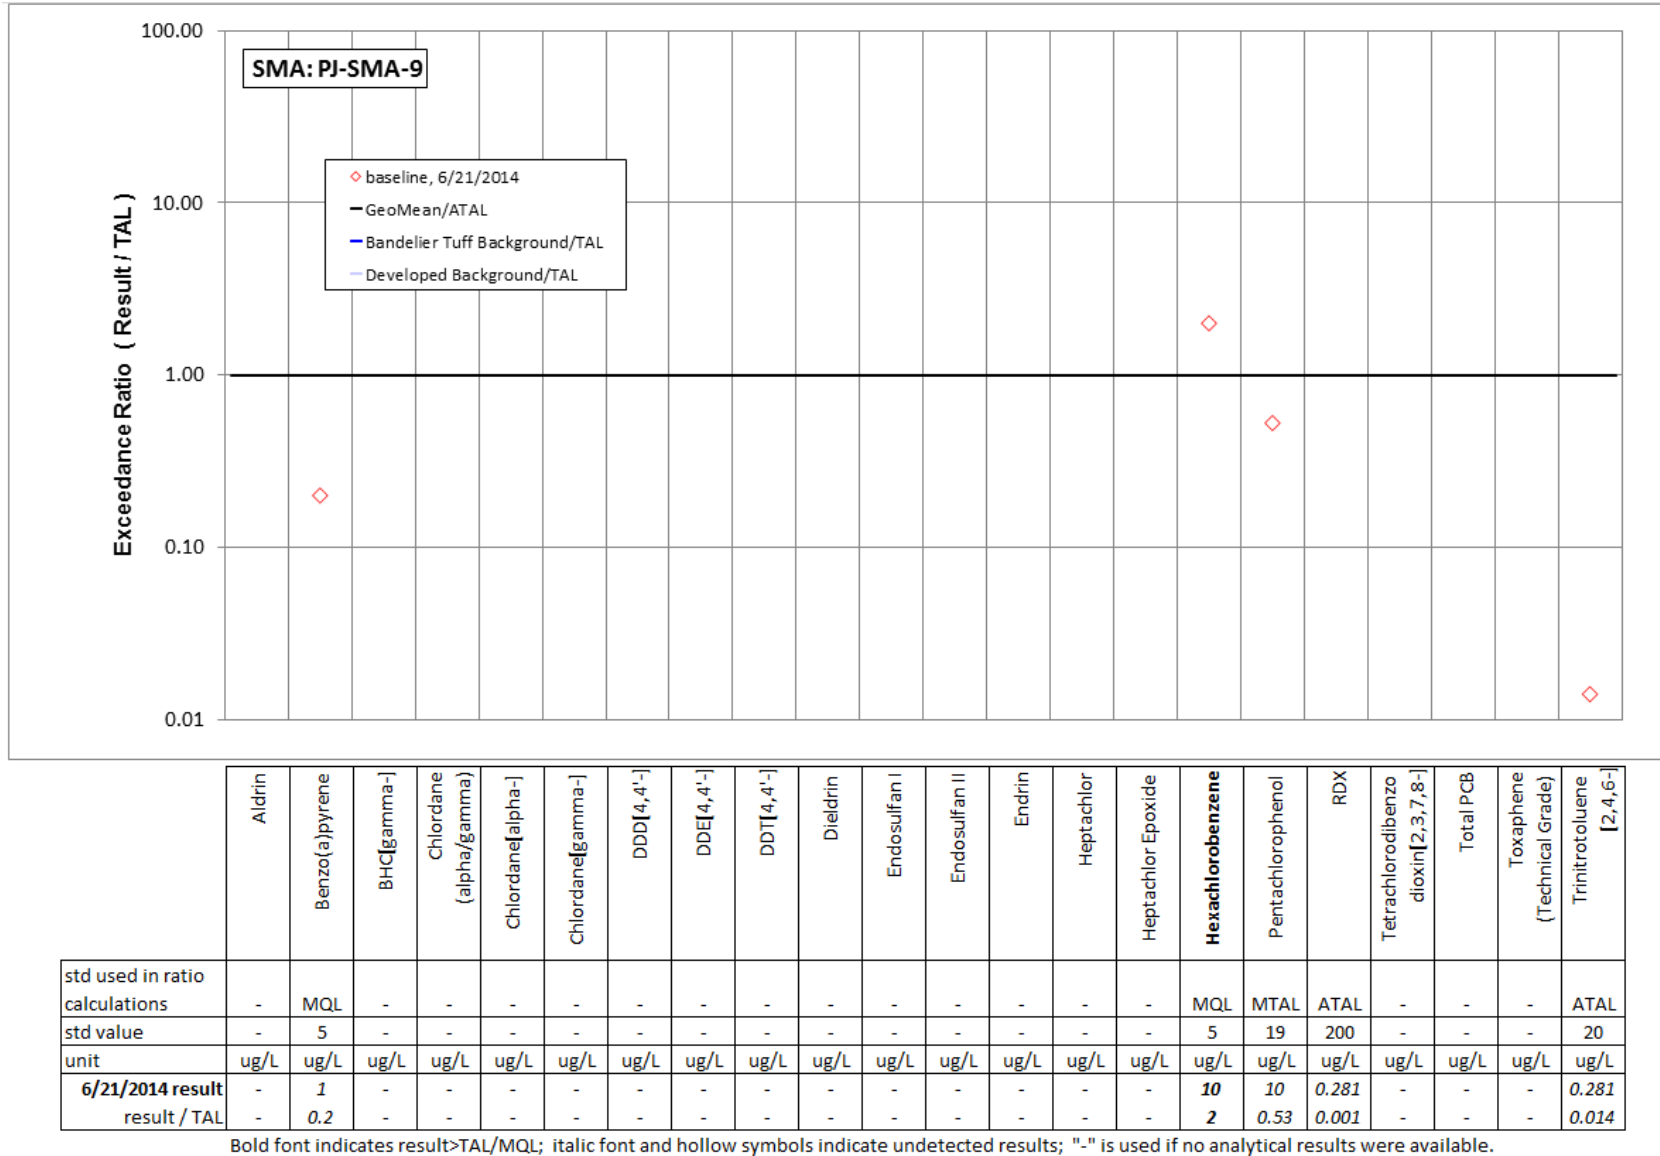 100.00
10.00
1.00
0.10
0.01
Exceedance Ratio ( Result / TAL )
SMA: PJ-SMA-9
baseline, 6/21/2014
GeoMean/ATAL
Bandelier Tuff Background/TAL
Developed Background/TAL
Aldrin
Benzo(a)pyrene
BHC[gamma-]
Chlordane
(alpha/gamma)
Chlordane[alpha-]
Chlordane[gamma-]
DDD[4,4'-]
DDE[4,4'-]
DDT[4,4'-]
Dieldrin
Endosulfan I
Endosulfan II
Endrin
Heptachlor
Heptachlor Epoxide
Hexachlorobenzene
Pentachlorophenol
RDX
Tetrachlorodibenzo
dioxin[2,3,7,8-]
Total PCB
Toxaphene
(Technical Grade)
Trinitrotoluene
[2,4,6-]
std used in ratio
calculations - MQL - - - - - - - - - - - - - MQL MTAL ATAL - - - ATAL
std value - 5 - - - - - - - - - - - - - 5 19 200 - - - 20
unit ug/L ug/L ug/L ug/L ug/L ug/L ug/L ug/L ug/L ug/L ug/L ug/L ug/L ug/L ug/L ug/L ug/L ug/L ug/L ug/L ug/L ug/L
6/21/2014 result - 1 - - - - - - - - - - - - - 10 10 0.281 - - - 0.281
result / TAL - 0.2 - - - - - - - - - - - - - 2 0.53 0.001 - - - 0.014
Bold font indicates result>TAL/MQL; italic font and hollow symbols indicate undetected results; "-" is used if no analytical results were available.